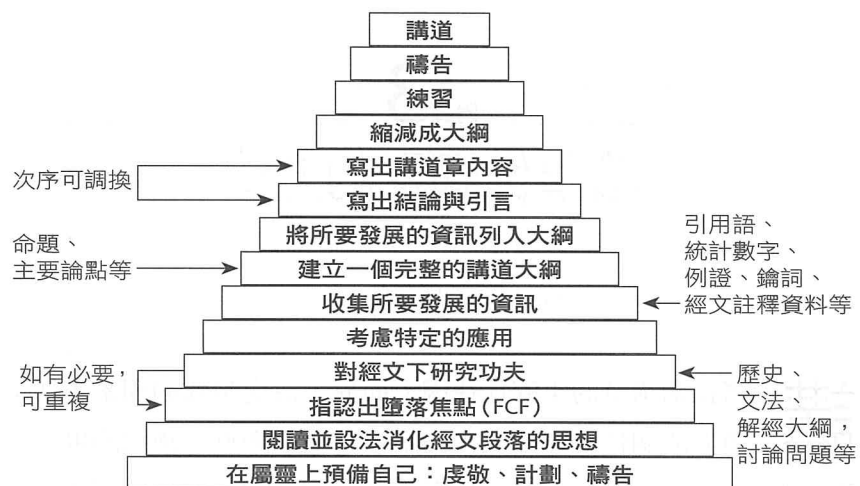 講道
禱告
練習
縮減成大綱
寫出講道章內容
次序可調換
寫出結論與引言
將所要發展的資訊列入大綱
命題、
主要論點等
建立一個完整的講道大綱
引用語、
統計數字、
例證、鑰詞、
經文註釋資料等
收集所要發展的資訊
考慮特定的應用
如有必要,
可重複
對經文下研究功夫
歷史、
文法、
解經大綱,
討論問題等
指認出墮落焦點(FCF)
閱讀並設法消化經文段落的思想
在屬靈上預備自己:虔敬、計劃、禱告